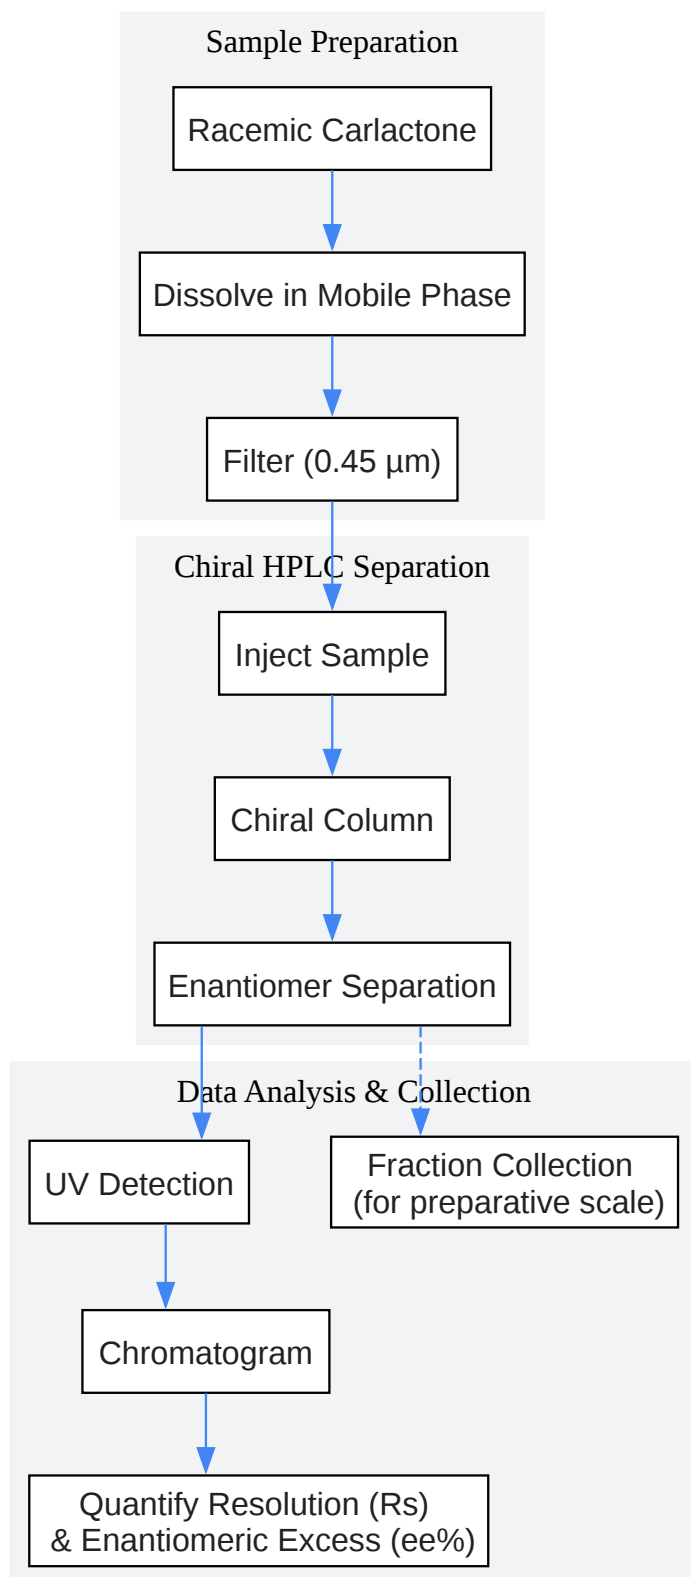 Sample Preparation
Racemic Carlactone
Dissolve in Mobile Phase
Filter (0.45 µm)
Chiral HPLC Separation
Inject Sample
Chiral Column
Enantiomer Separation
Data Analysis & Collection
UV Detection
Fraction Collection
(for preparative scale)
Chromatogram
Quantify Resolution (Rs)
& Enantiomeric Excess (ee%)